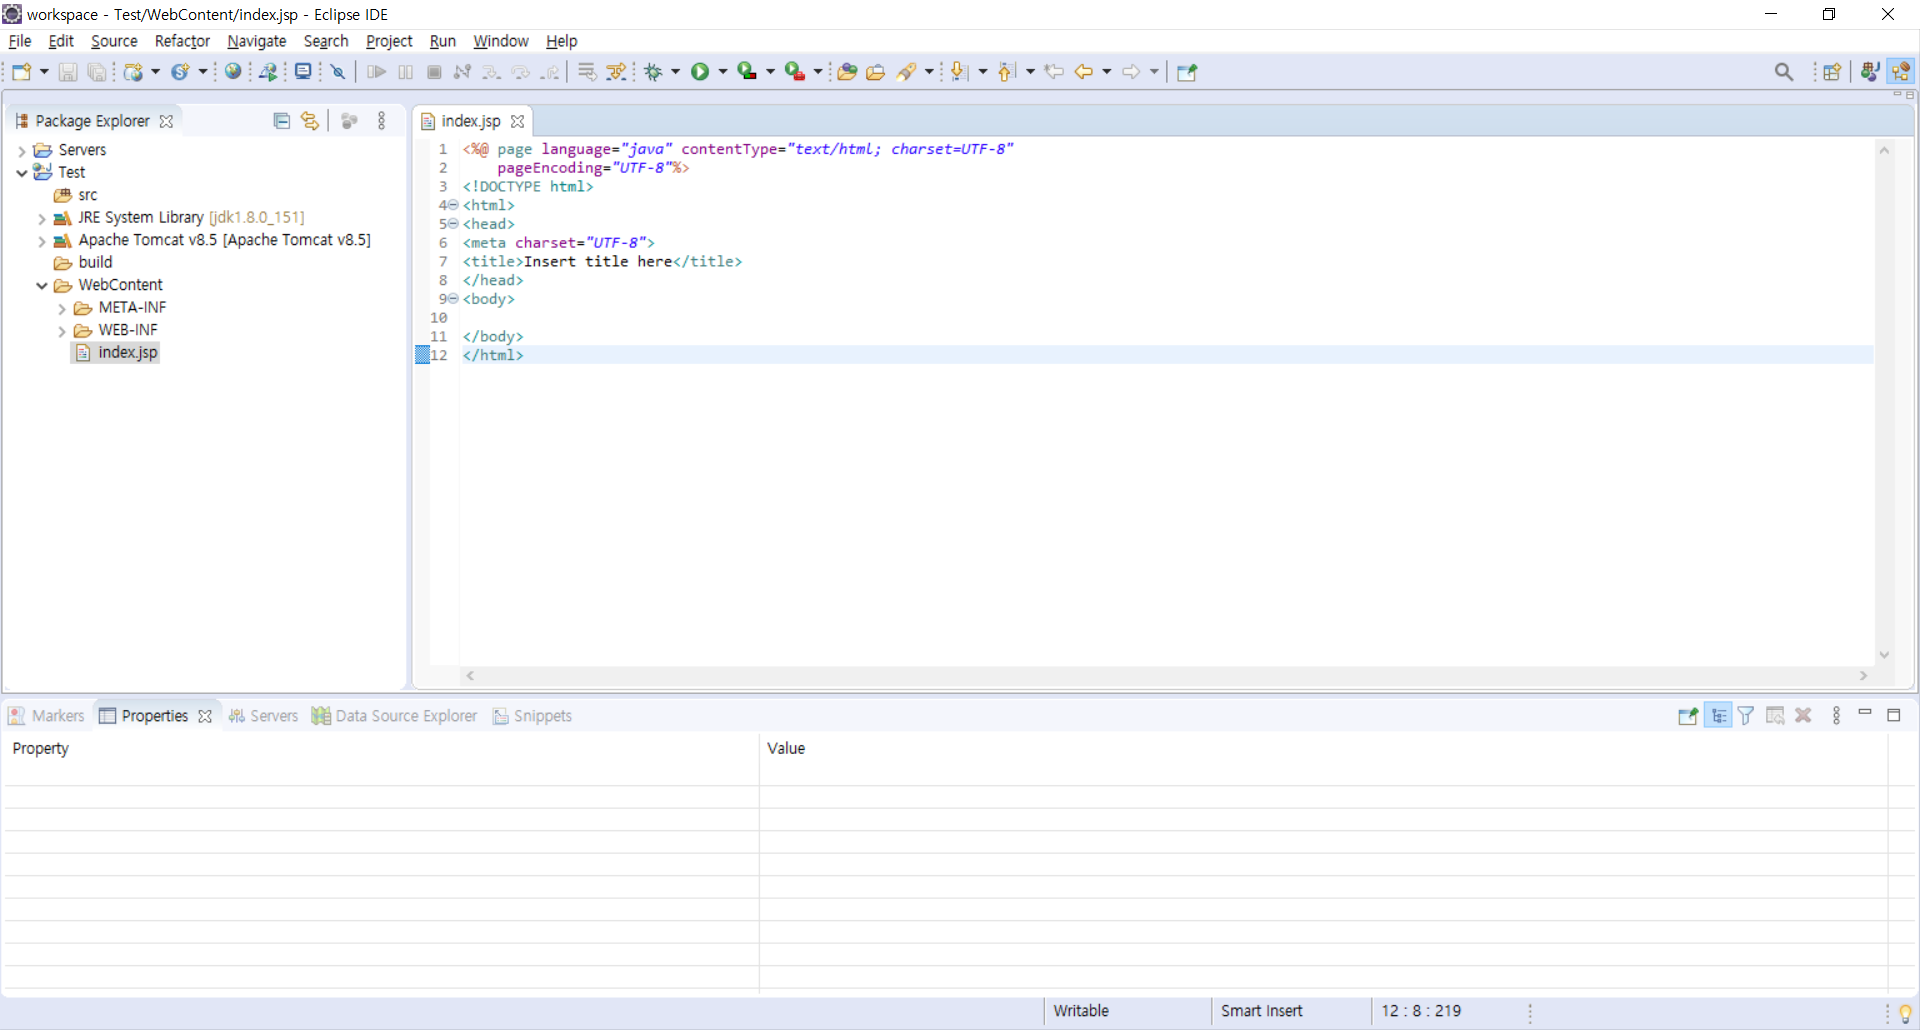 workspace - Test/WebContent/index.jsp - Eclipse IDE
File Edit Source Refactor Navigate Search Project Run Window Help
Package Explorer
Servers
Test
src
JRE System Library [jdk1.8.0_151]
Apache Tomcat v8.5 [Apache Tomcat v8.5]
build
WebContent
META-INF
WEB-INF
index.jsp
index.jsp
1 <%@ page language="java" contentType="text/html; charset=UTF-8"
2     pageEncoding="UTF-8"%>
3 <!DOCTYPE html>
4 <html>
5 <head>
6 <meta charset="UTF-8">
7 <title>Insert title here</title>
8 </head>
9 <body>
10
11 </body>
12 </html>
Markers Properties Servers Data Source Explorer Snippets
Property Value
Writable Smart Insert 12 : 8 : 219